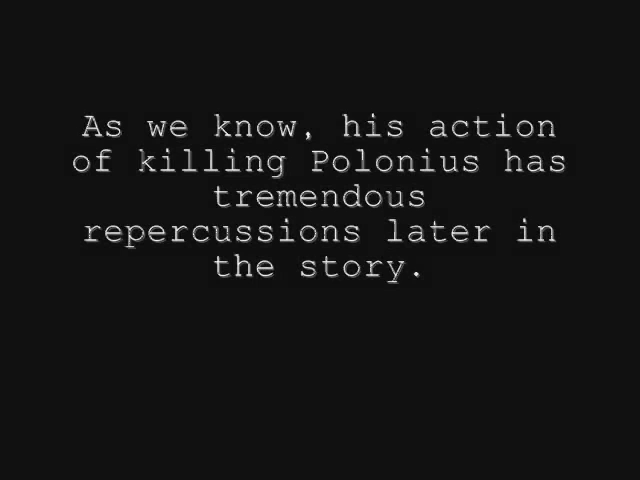 As we know, his action
of killing Polonius has
tremendous
repercussions later in
the story.